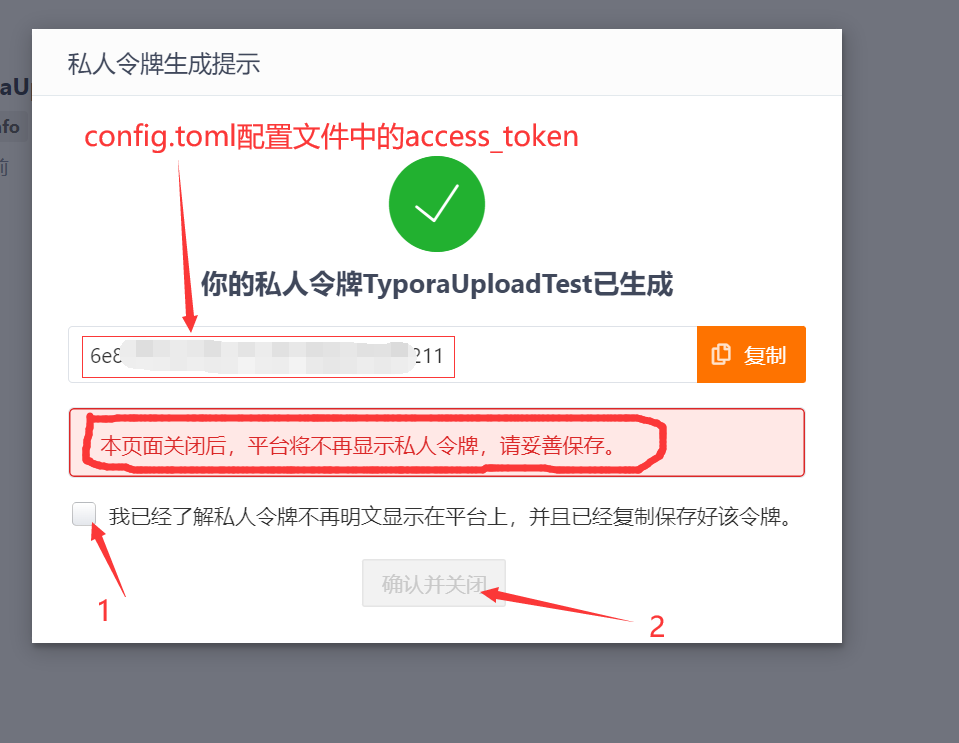 私人令牌生成提示
config.toml配置文件中的access_token
你的私人令牌TyporaUploadTest已生成
6e8 211
复制
本页面关闭后，平台将不再显示私人令牌，请妥善保存。
我已经了解私人令牌不再明文显示在平台上，并且已经复制保存好该令牌。
1
确认并关闭
2